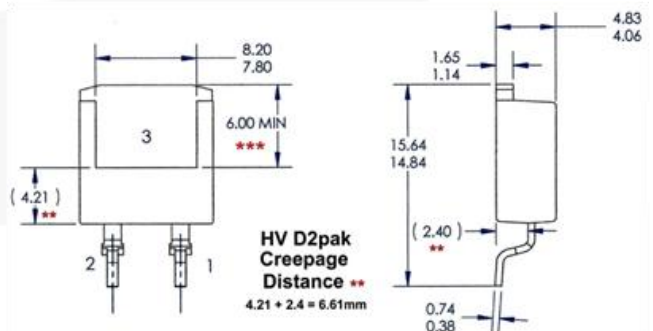 8.20
7.80
4.83
4.06
1.65
1.14
3
6.00 MIN
***
15.64
14.84
( 4.21 )
**
( 2.40 )
**
2
1
HV D2pak
Creepage
Distance **
4.21 + 2.4 = 6.61mm
0.74
0.38